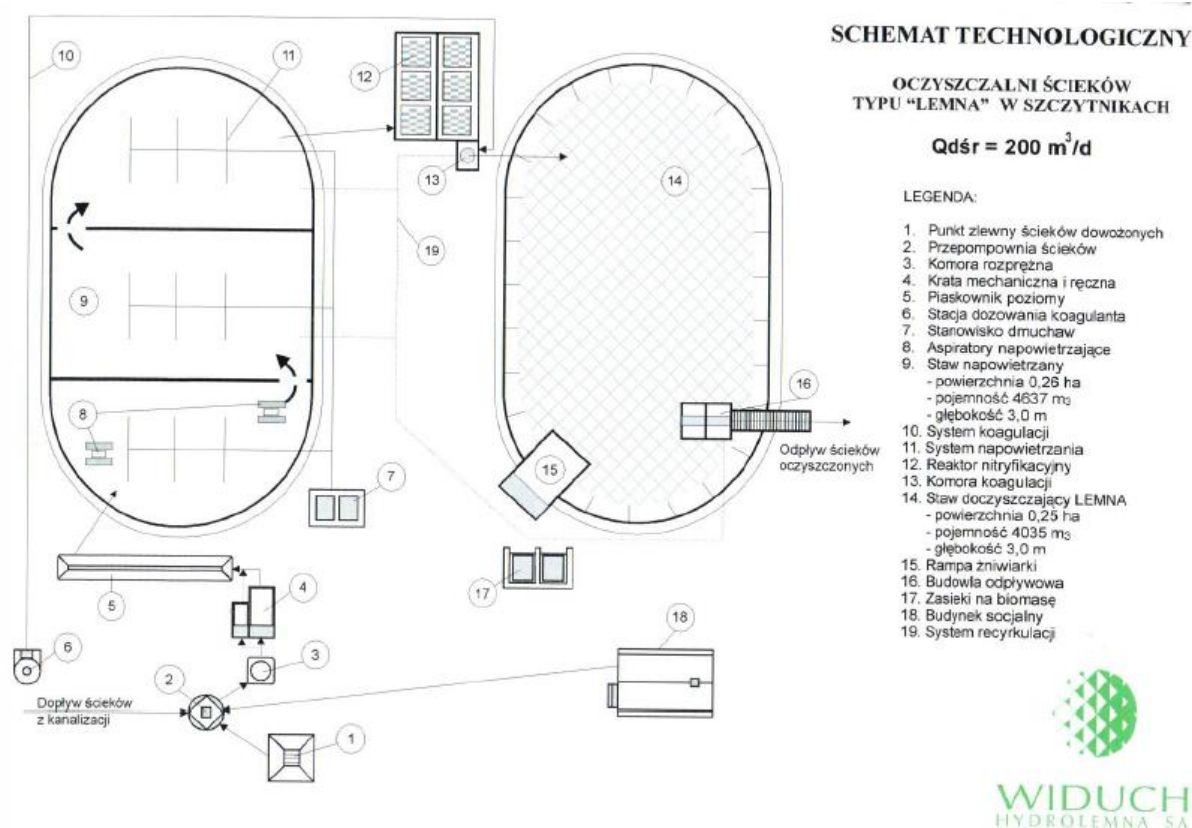 SCHEMAT TECHNOLOGICZNY
OCZYSZCZALNI ŚCIEKÓW
TYPU "LEMNA" W SZCZYTNIKACH
Qdśr = 200 m³/d
LEGENDA:
1. Punkt zlewny ścieków dowożonych
2. Przepompownia ścieków
3. Komora rozprężna
4. Krata mechaniczna i ręczna
5. Piaskownik poziomy
6. Stacja dozowania koagulanta
7. Stanowisko dmuchaw
8. Aspiratory napowietrzające
9. Staw napowietrzany
- powierzchnia 0,26 ha
- pojemność 4637 m3
- głębokość 3,0 m
10. System koagulacji
11. System napowietrzania
12. Reaktor nitryfikacyjny
13. Komora koagulacji
14. Staw doczyszczający LEMNA
- powierzchnia 0,25 ha
- pojemność 4035 m3
- głębokość 3,0 m
15. Rampa żniwiarki
16. Budowla odpływowa
17. Zasieki na biomasę
18. Budynek socjalny
19. System recyrkulacji
10
11
12
13
14
19
9
16
8
Odpływ ścieków
oczyszczonych
15
7
4
17
5
18
6
3
2
Dopływ ścieków
z kanalizacji
1
WIDUCH
HYDROLEMNA SA